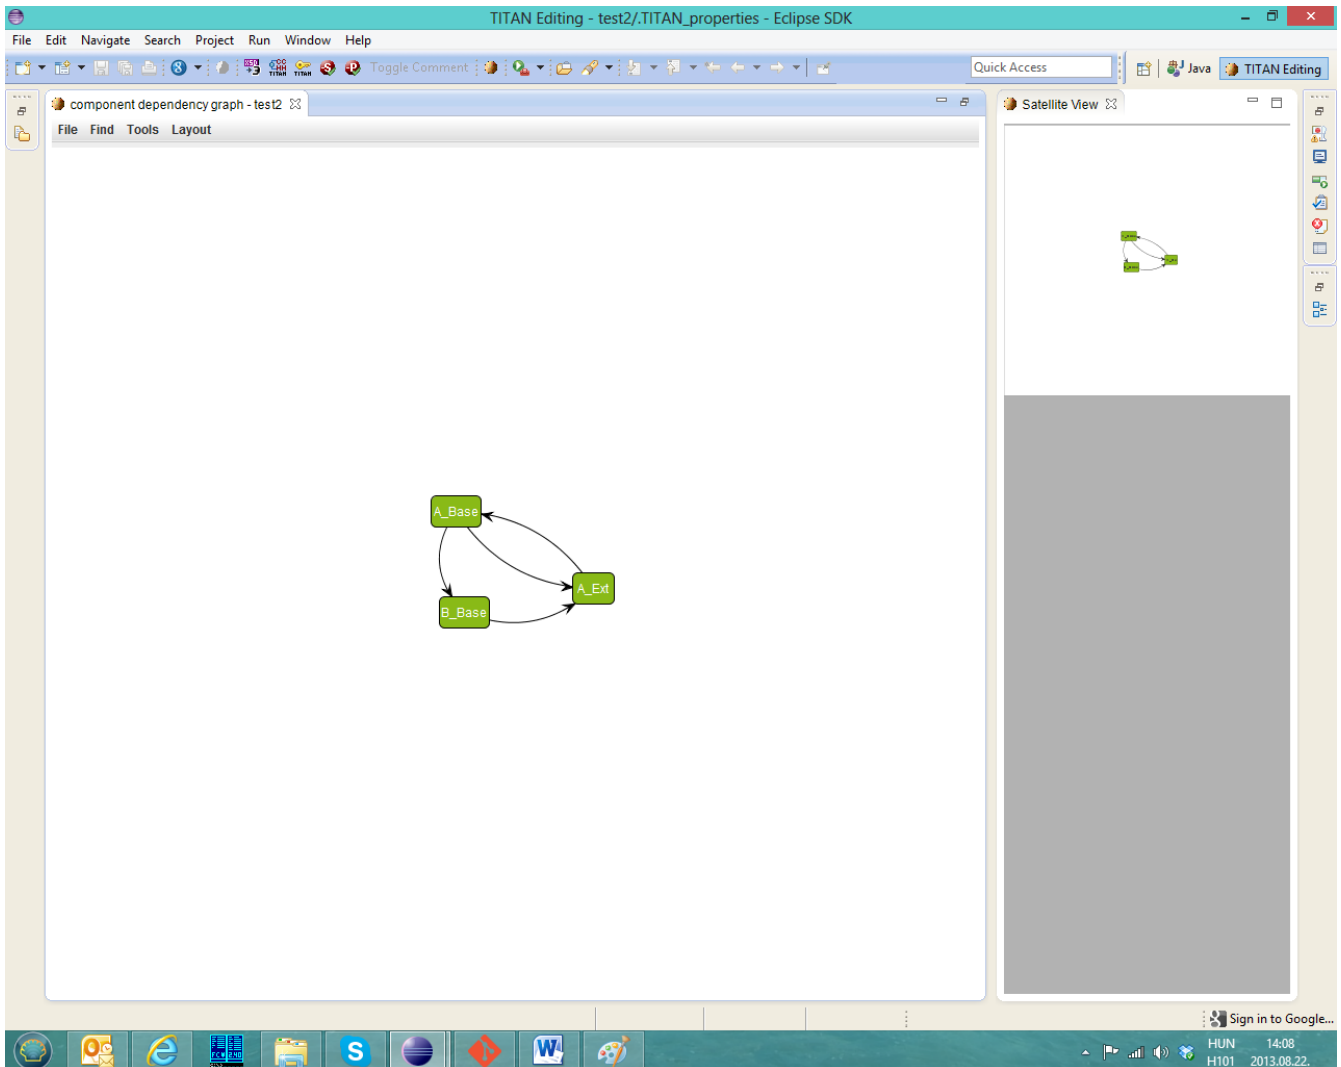 TITAN Editing - test2/.TITAN_properties - Eclipse SDK
File Edit Navigate Search Project Run Window Help
Toggle Comment
Quick Access
Java
TITAN Editing
component dependency graph - test2
File Find Tools Layout
Satellite View
A_Base
A_Ext
B_Base
Sign in to Google...
HUN 14:08
H101 2013.08.22.